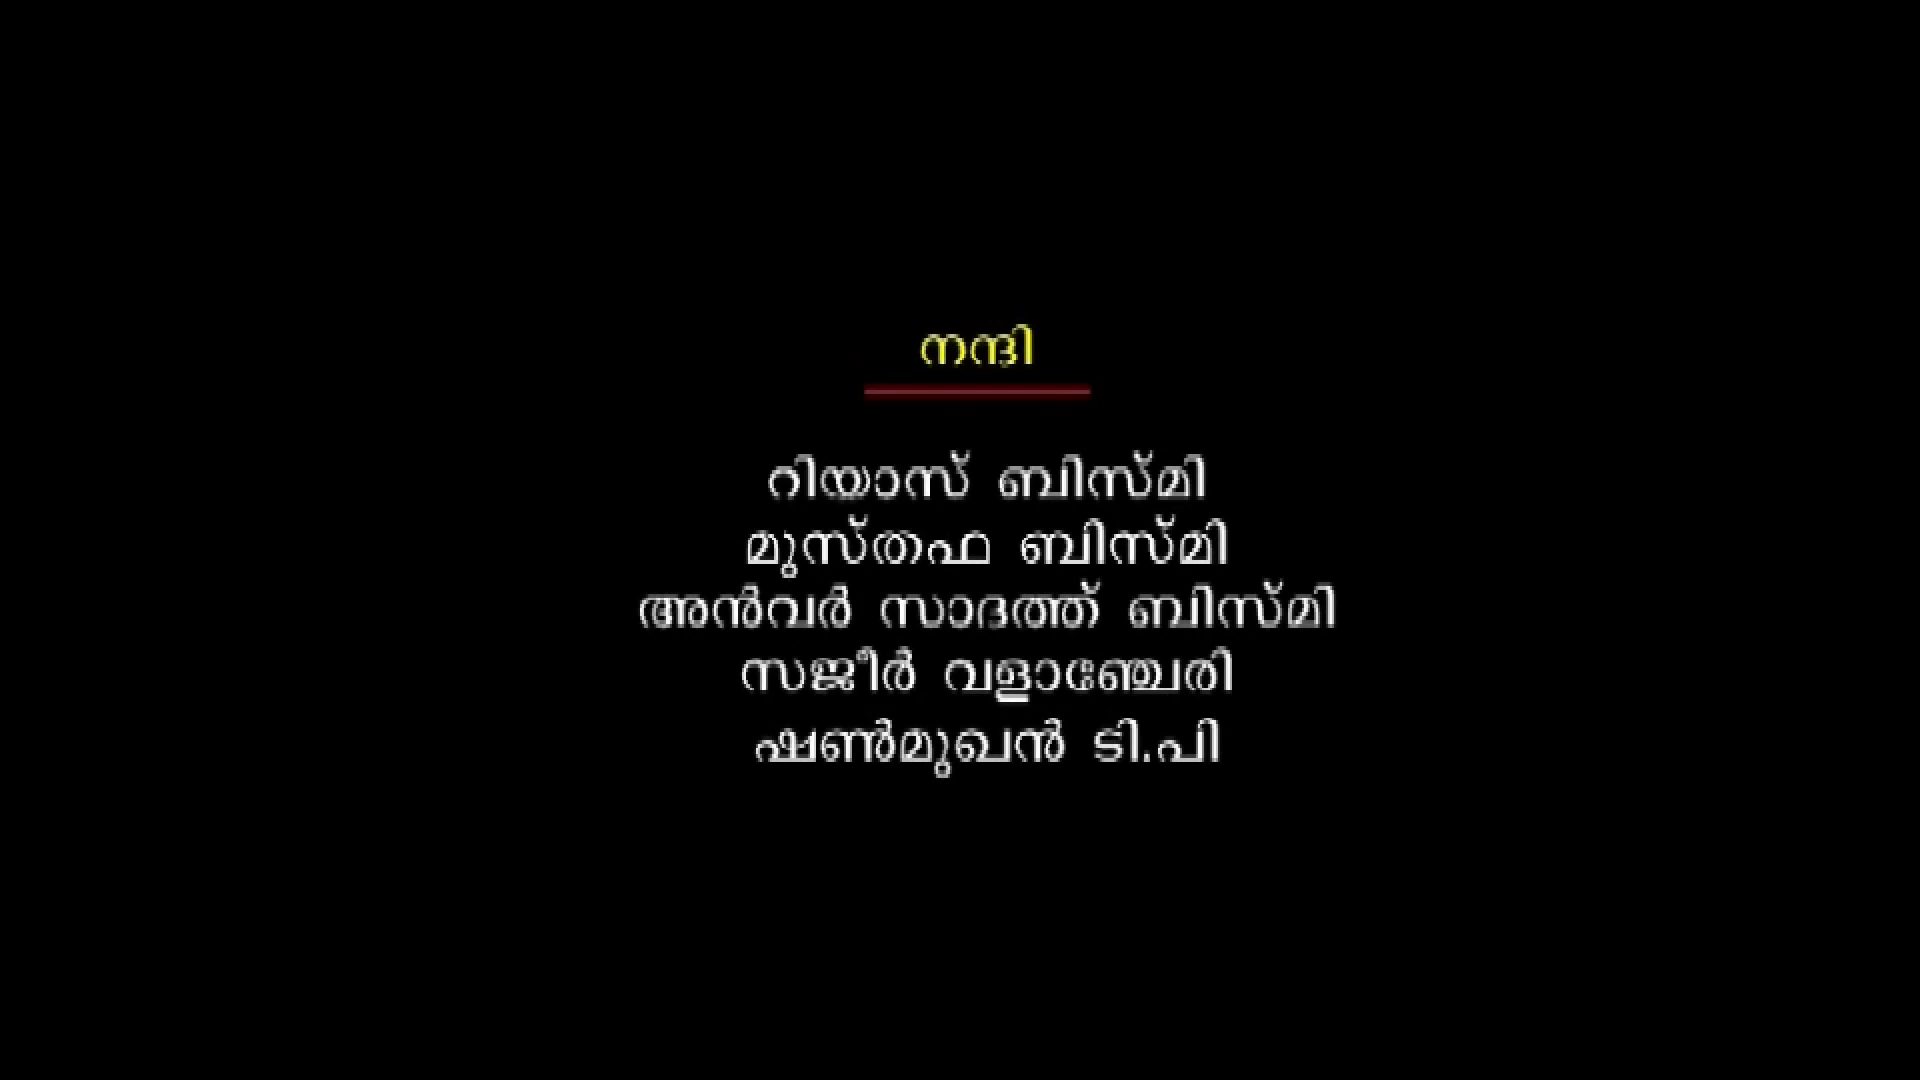 നന്ദി
റിയാസ് ബിസ്മി
മുസ്തഫ ബിസ്മി
അൻവർ സാദത്ത് ബിസ്മി
സജീർ വളാഞ്ചേരി
ഷൺമുഖൻ ടി.പി